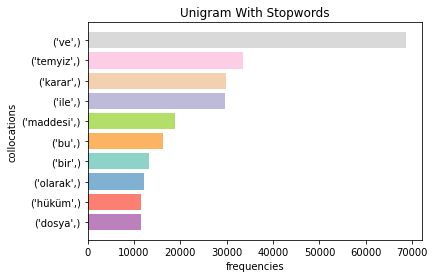 Unigram With Stopwords
collocations
('ve',)
('temyiz',)
('karar',)
('ile',)
('maddesi',)
('bu',)
('bir',)
('olarak',)
('hüküm',)
('dosya',)
0 10000 20000 30000 40000 50000 60000 70000
frequencies